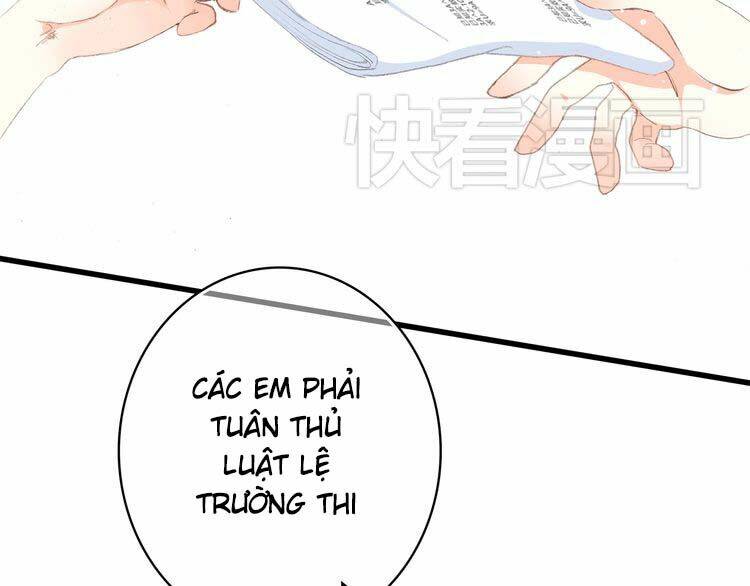 快看漫画
CÁC EM PHẢI
TUÂN THỦ
LUẬT LỆ
TRƯỜNG THI